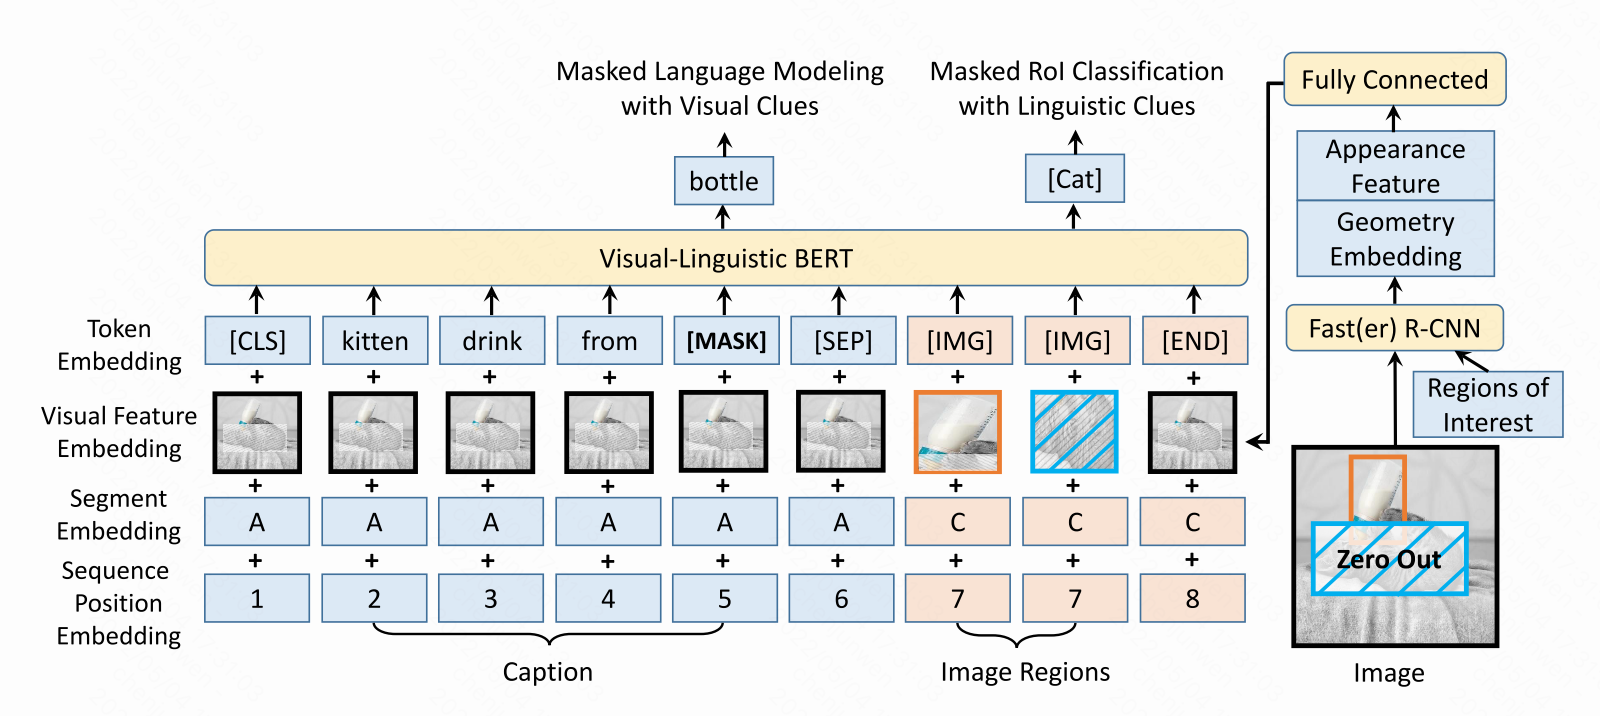 Masked Language Modeling
with Visual Clues
Masked RoI Classification
with Linguistic Clues
Fully Connected
bottle
[Cat]
Appearance
Feature
Geometry
Embedding
Visual-Linguistic BERT
Fast(er) R-CNN
Regions of
Interest
Token
Embedding
[CLS] kitten drink from [MASK] [SEP] [IMG] [IMG] [END]
+ + + + + + + + +
Visual Feature
Embedding
+ + + + + + + + +
Segment
Embedding
A A A A A A C C C
+ + + + + + + + +
Sequence
Position
Embedding
1 2 3 4 5 6 7 7 8
Caption
Image Regions
Zero Out
Image